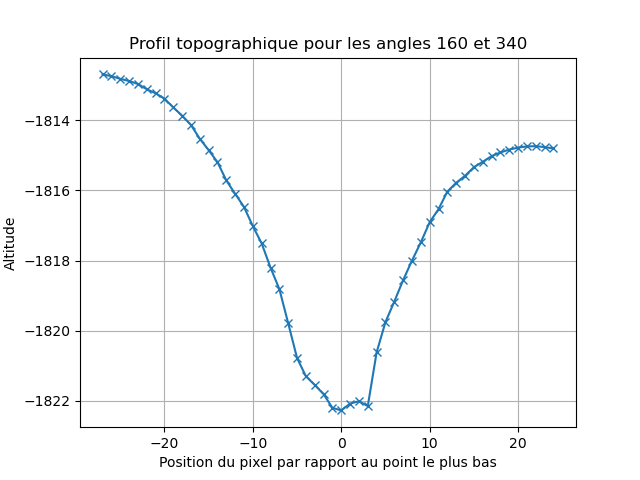 Profil topographique pour les angles 160 et 340
Altitude
−1814
−1816
−1818
−1820
−1822
−20 −10 0 10 20
Position du pixel par rapport au point le plus bas